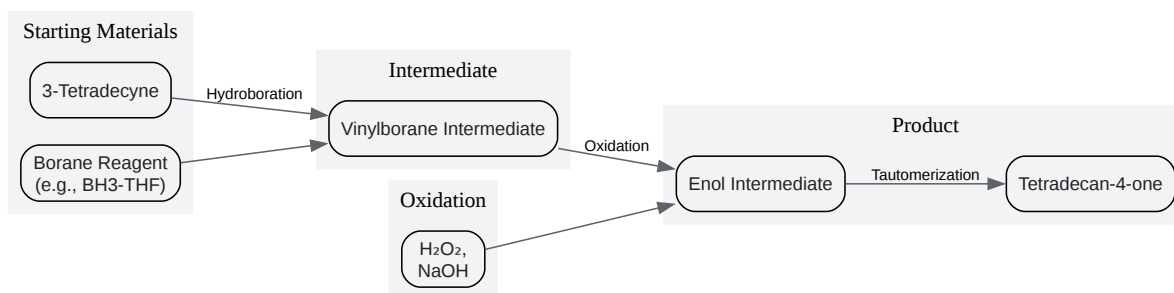 Starting Materials
3-Tetradecyne
Borane Reagent
(e.g., BH3-THF)
Hydroboration
Intermediate
Vinylborane Intermediate
Oxidation
Oxidation
H₂O₂,
NaOH
Product
Enol Intermediate
Tautomerization
Tetradecan-4-one